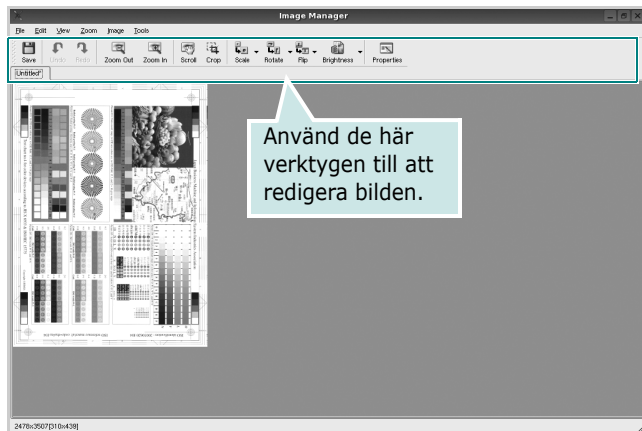 Image Manager
File Edit View Zoom Image Tools
Save Undo Redo Zoom Out Zoom In Scroll Crop Scale Rotate Flip Brightness Properties
Untitled*
Använd de här
verktygen till att
redigera bilden.
2478x3507[310x439]